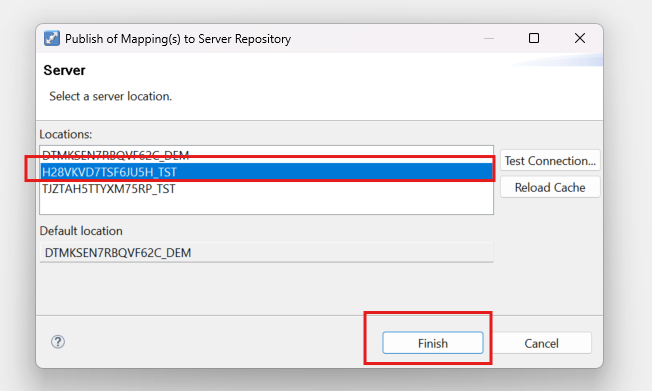 Publish of Mapping(s) to Server Repository
Server
Select a server location.
Locations:
DTMKSEN7RBQVF62C_DEM
H28VKVD7TSF6JU5H_TST
TJZTAH5TTYXM75RP_TST
Test Connection...
Reload Cache
Default location
DTMKSEN7RBQVF62C_DEM
?
Finish
Cancel